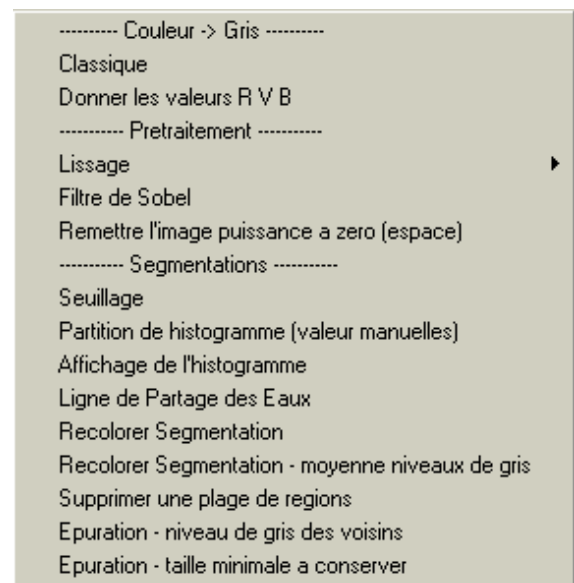 ---------- Couleur -> Gris ----------
Classique
Donner les valeurs R V B
----------- Pretraitement -----------
Lissage
Filtre de Sobel
Remettre l'image puissance a zero (espace)
----------- Segmentations -----------
Seuillage
Partition de histogramme (valeur manuelles)
Affichage de l'histogramme
Ligne de Partage des Eaux
Recolorer Segmentation
Recolorer Segmentation - moyenne niveaux de gris
Supprimer une plage de regions
Epuration - niveau de gris des voisins
Epuration - taille minimale a conserver